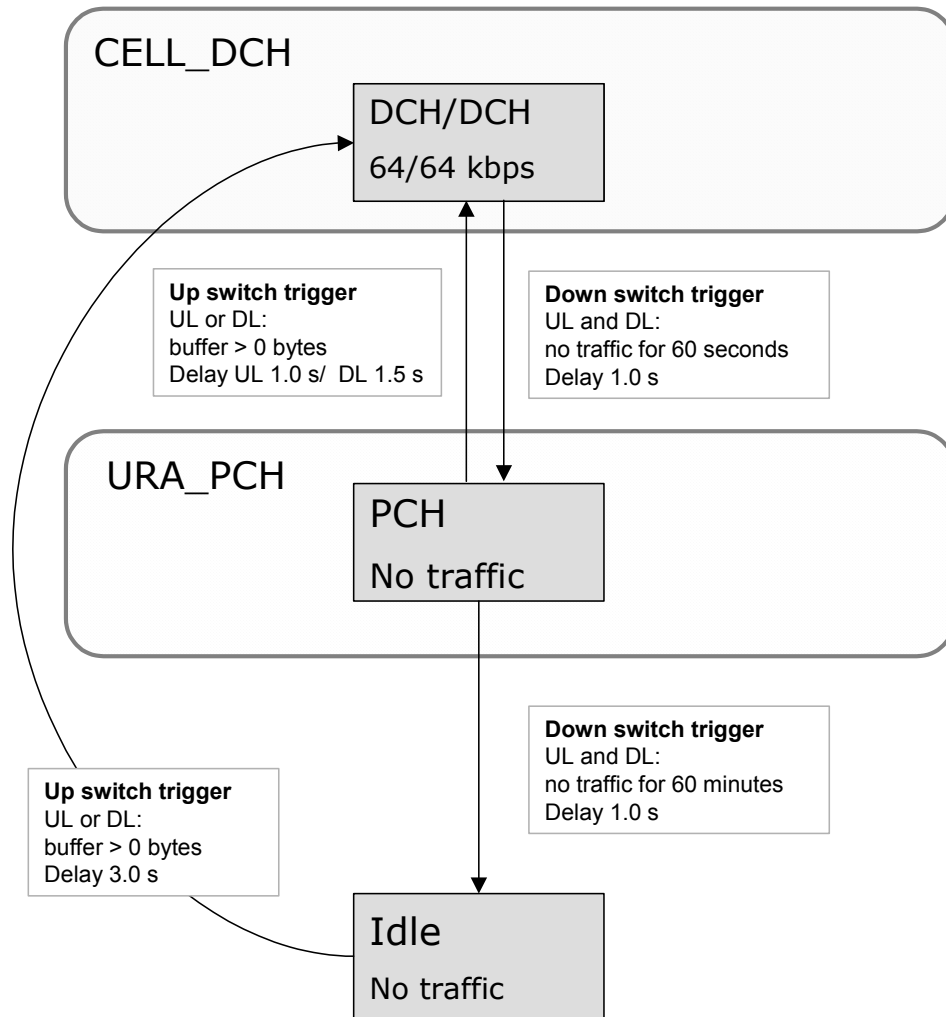 CELL_DCH
DCH/DCH
64/64 kbps
Up switch trigger
UL or DL:
buffer > 0 bytes
Delay UL 1.0 s/  DL 1.5 s
Down switch trigger
UL and DL:
no traffic for 60 seconds
Delay 1.0 s
URA_PCH
PCH
No traffic
Down switch trigger
UL and DL:
no traffic for 60 minutes
Delay 1.0 s
Up switch trigger
UL or DL:
buffer > 0 bytes
Delay 3.0 s
Idle
No traffic